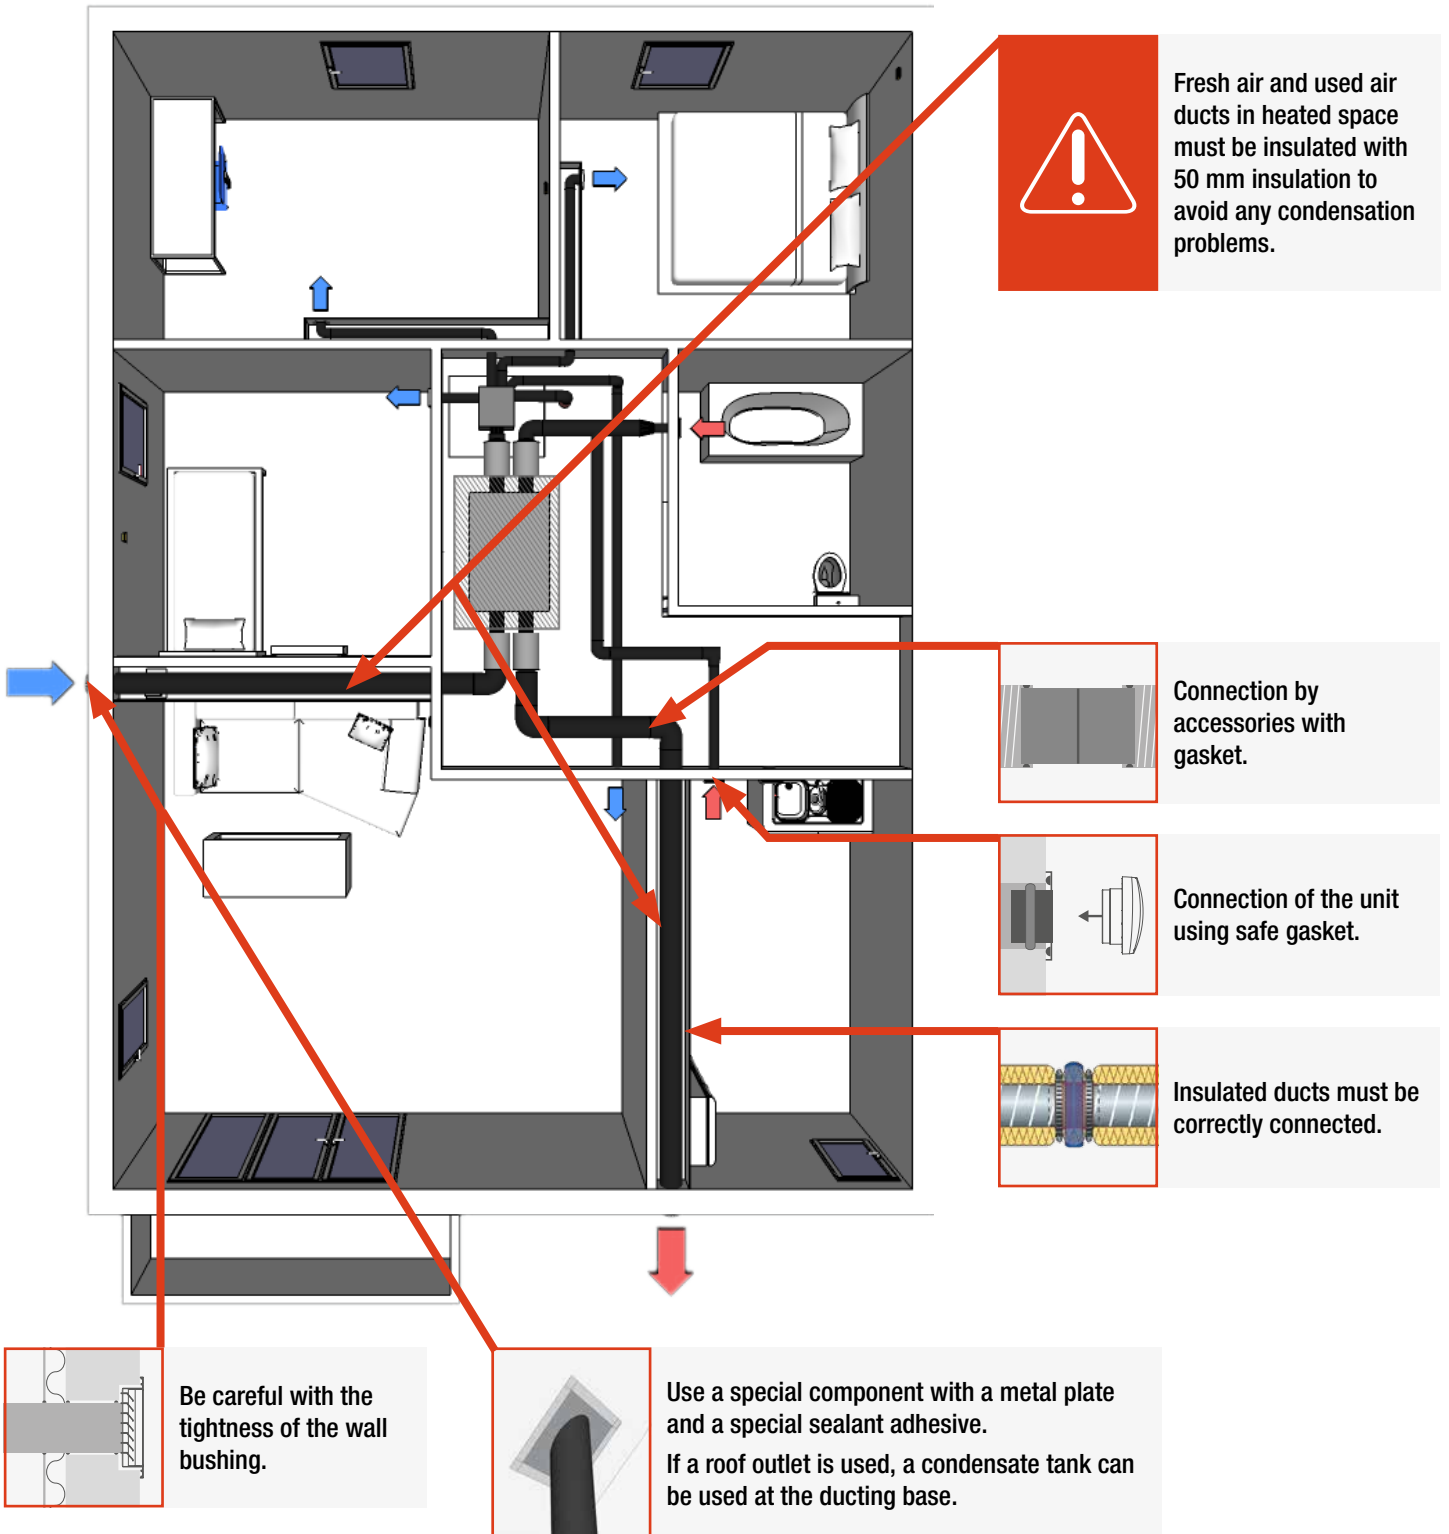 Fresh air and used air
ducts in heated space
must be insulated with
50 mm insulation to
avoid any condensation
problems.
Connection by
accessories with
gasket.
Connection of the unit
using safe gasket.
Insulated ducts must be
correctly connected.
Be careful with the
tightness of the wall
bushing.
Use a special component with a metal plate
and a special sealant adhesive.
If a roof outlet is used, a condensate tank can
be used at the ducting base.